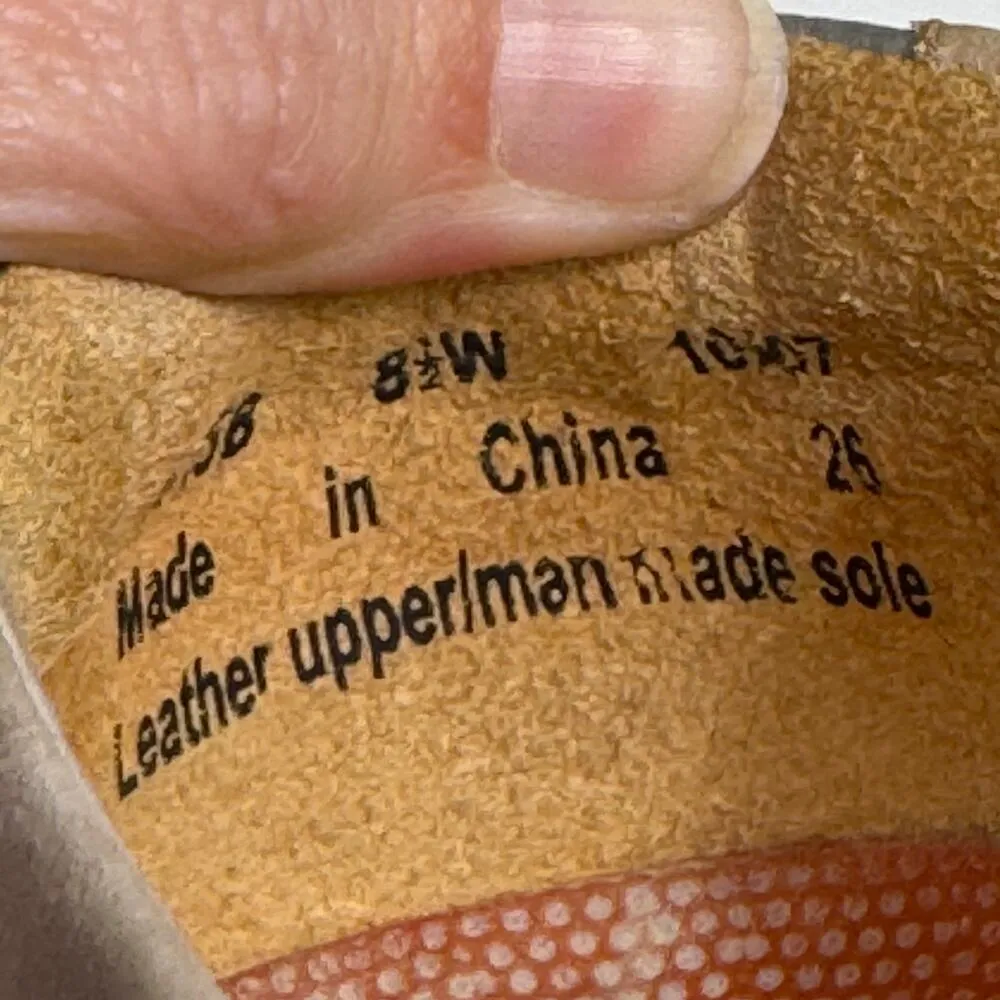 8½W
Made in China 26
Leather upper/man made sole